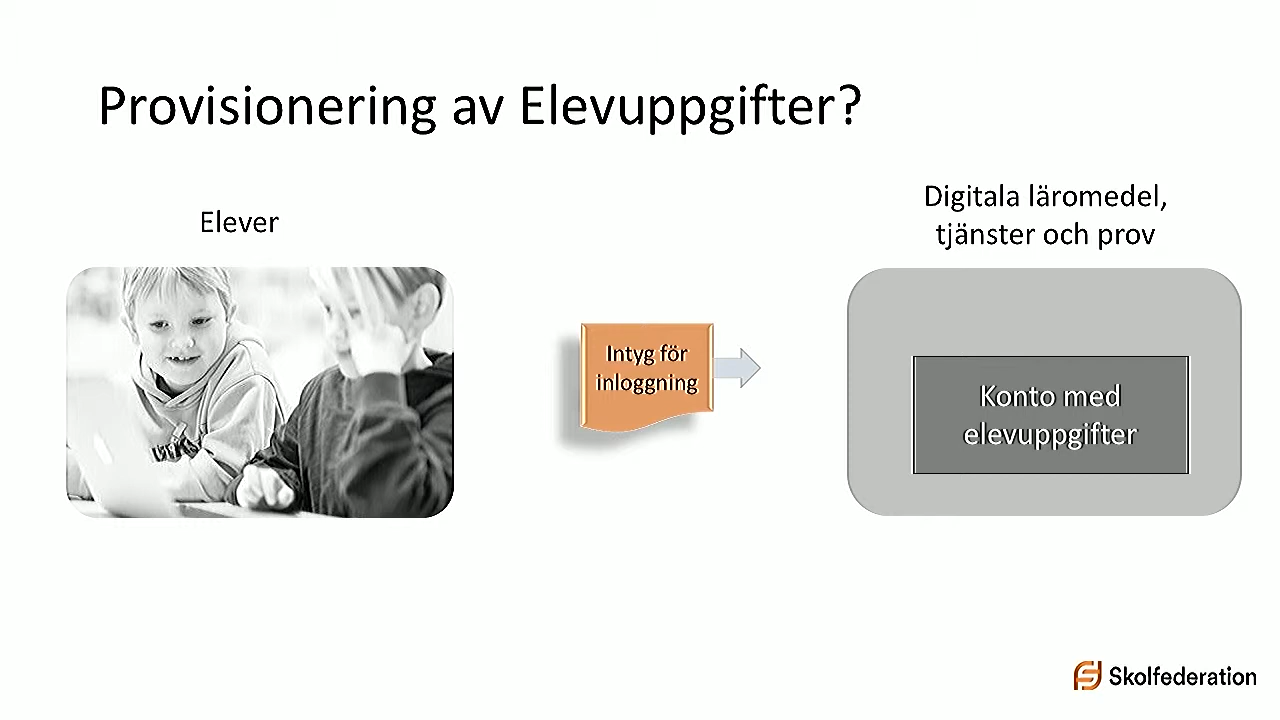 Provisionering av Elevuppgifter?
Elever
Digitala läromedel,
tjänster och prov
Intyg för
inloggning
Konto med
elevuppgifter
Skolfederation